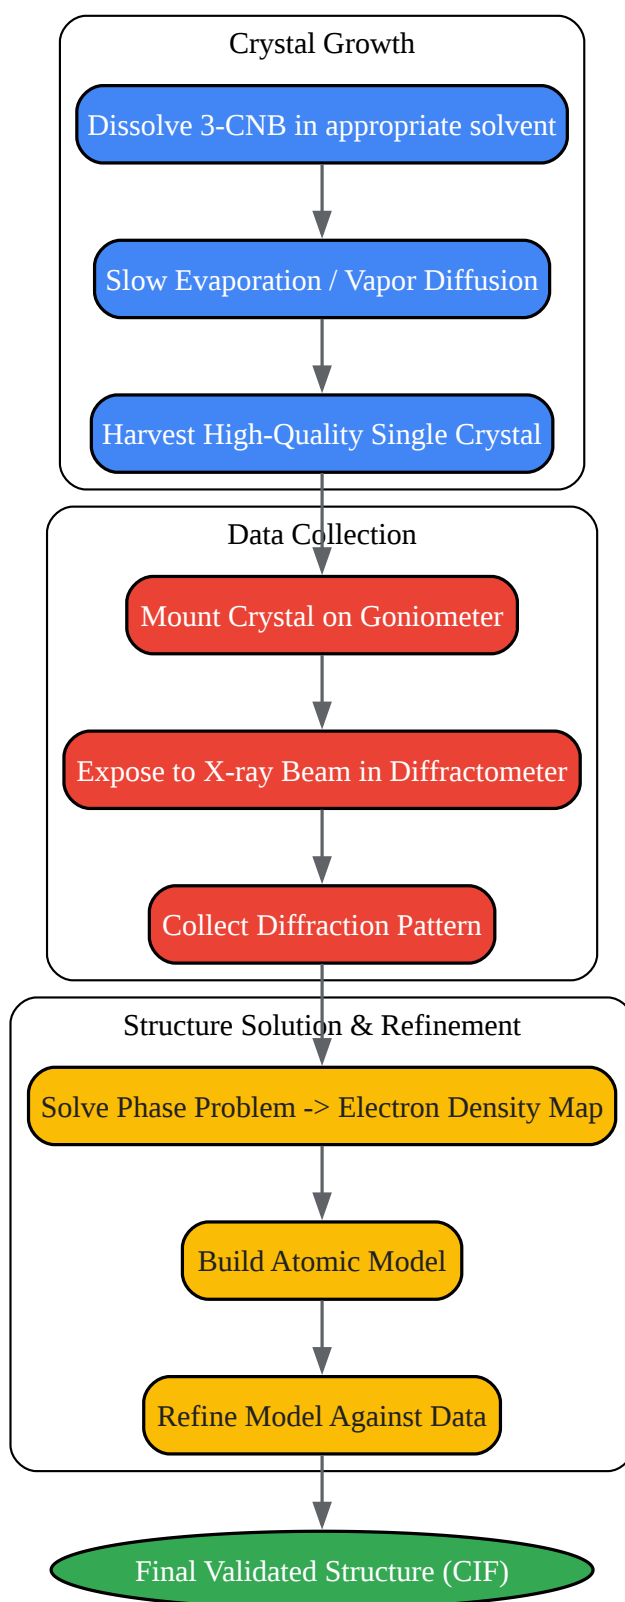 Crystal Growth
Dissolve 3-CNB in appropriate solvent
Slow Evaporation / Vapor Diffusion
Harvest High-Quality Single Crystal
Data Collection
Mount Crystal on Goniometer
Expose to X-ray Beam in Diffractometer
Collect Diffraction Pattern
Structure Solution & Refinement
Solve Phase Problem -> Electron Density Map
Build Atomic Model
Refine Model Against Data
Final Validated Structure (CIF)